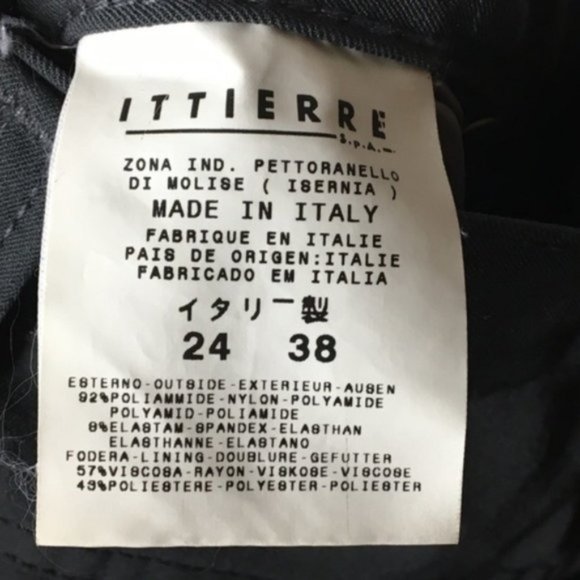 ITTIERRE
S.p.A.
ZONA IND. PETTORANELLO
DI MOLISE ( ISERNIA )
MADE IN ITALY
FABRIQUE EN ITALIE
PAIS DE ORIGEN:ITALIE
FABRICADO EM ITALIA
イタリー製
24 38
ESTERNO-OUTSIDE-EXTERIEUR-AUSEN
92%POLIAMMIDE-NYLON-POLYAMIDE
POLYAMID-POLIAMIDE
8%ELASTAM-SPANDEX-ELASTHAN
ELASTHANNE-ELASTANO
FODERA-LINING-DOUBLURE-GEFUTTER
57%VISCOSA-RAYON-VISKOSE-VISCOSE
43%POLIESTERE-POLYESTER-POLIESTER